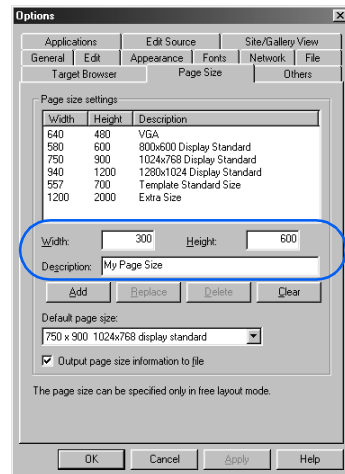 Options
Applications Edit Source Site/Gallery View
General Edit Appearance Fonts Network File
Target Browser Page Size Others
Page size settings
Width Height Description
640 480 VGA
580 600 800x600 Display Standard
750 900 1024x768 Display Standard
940 1200 1280x1024 Display Standard
557 700 Template Standard Size
1200 2000 Extra Size
Width: 300 Height: 600
Description: My Page Size
Add Replace Delete Clear
Default page size:
750 x 900 1024x768 display standard
Output page size information to file
The page size can be specified only in free layout mode.
OK Cancel Apply Help